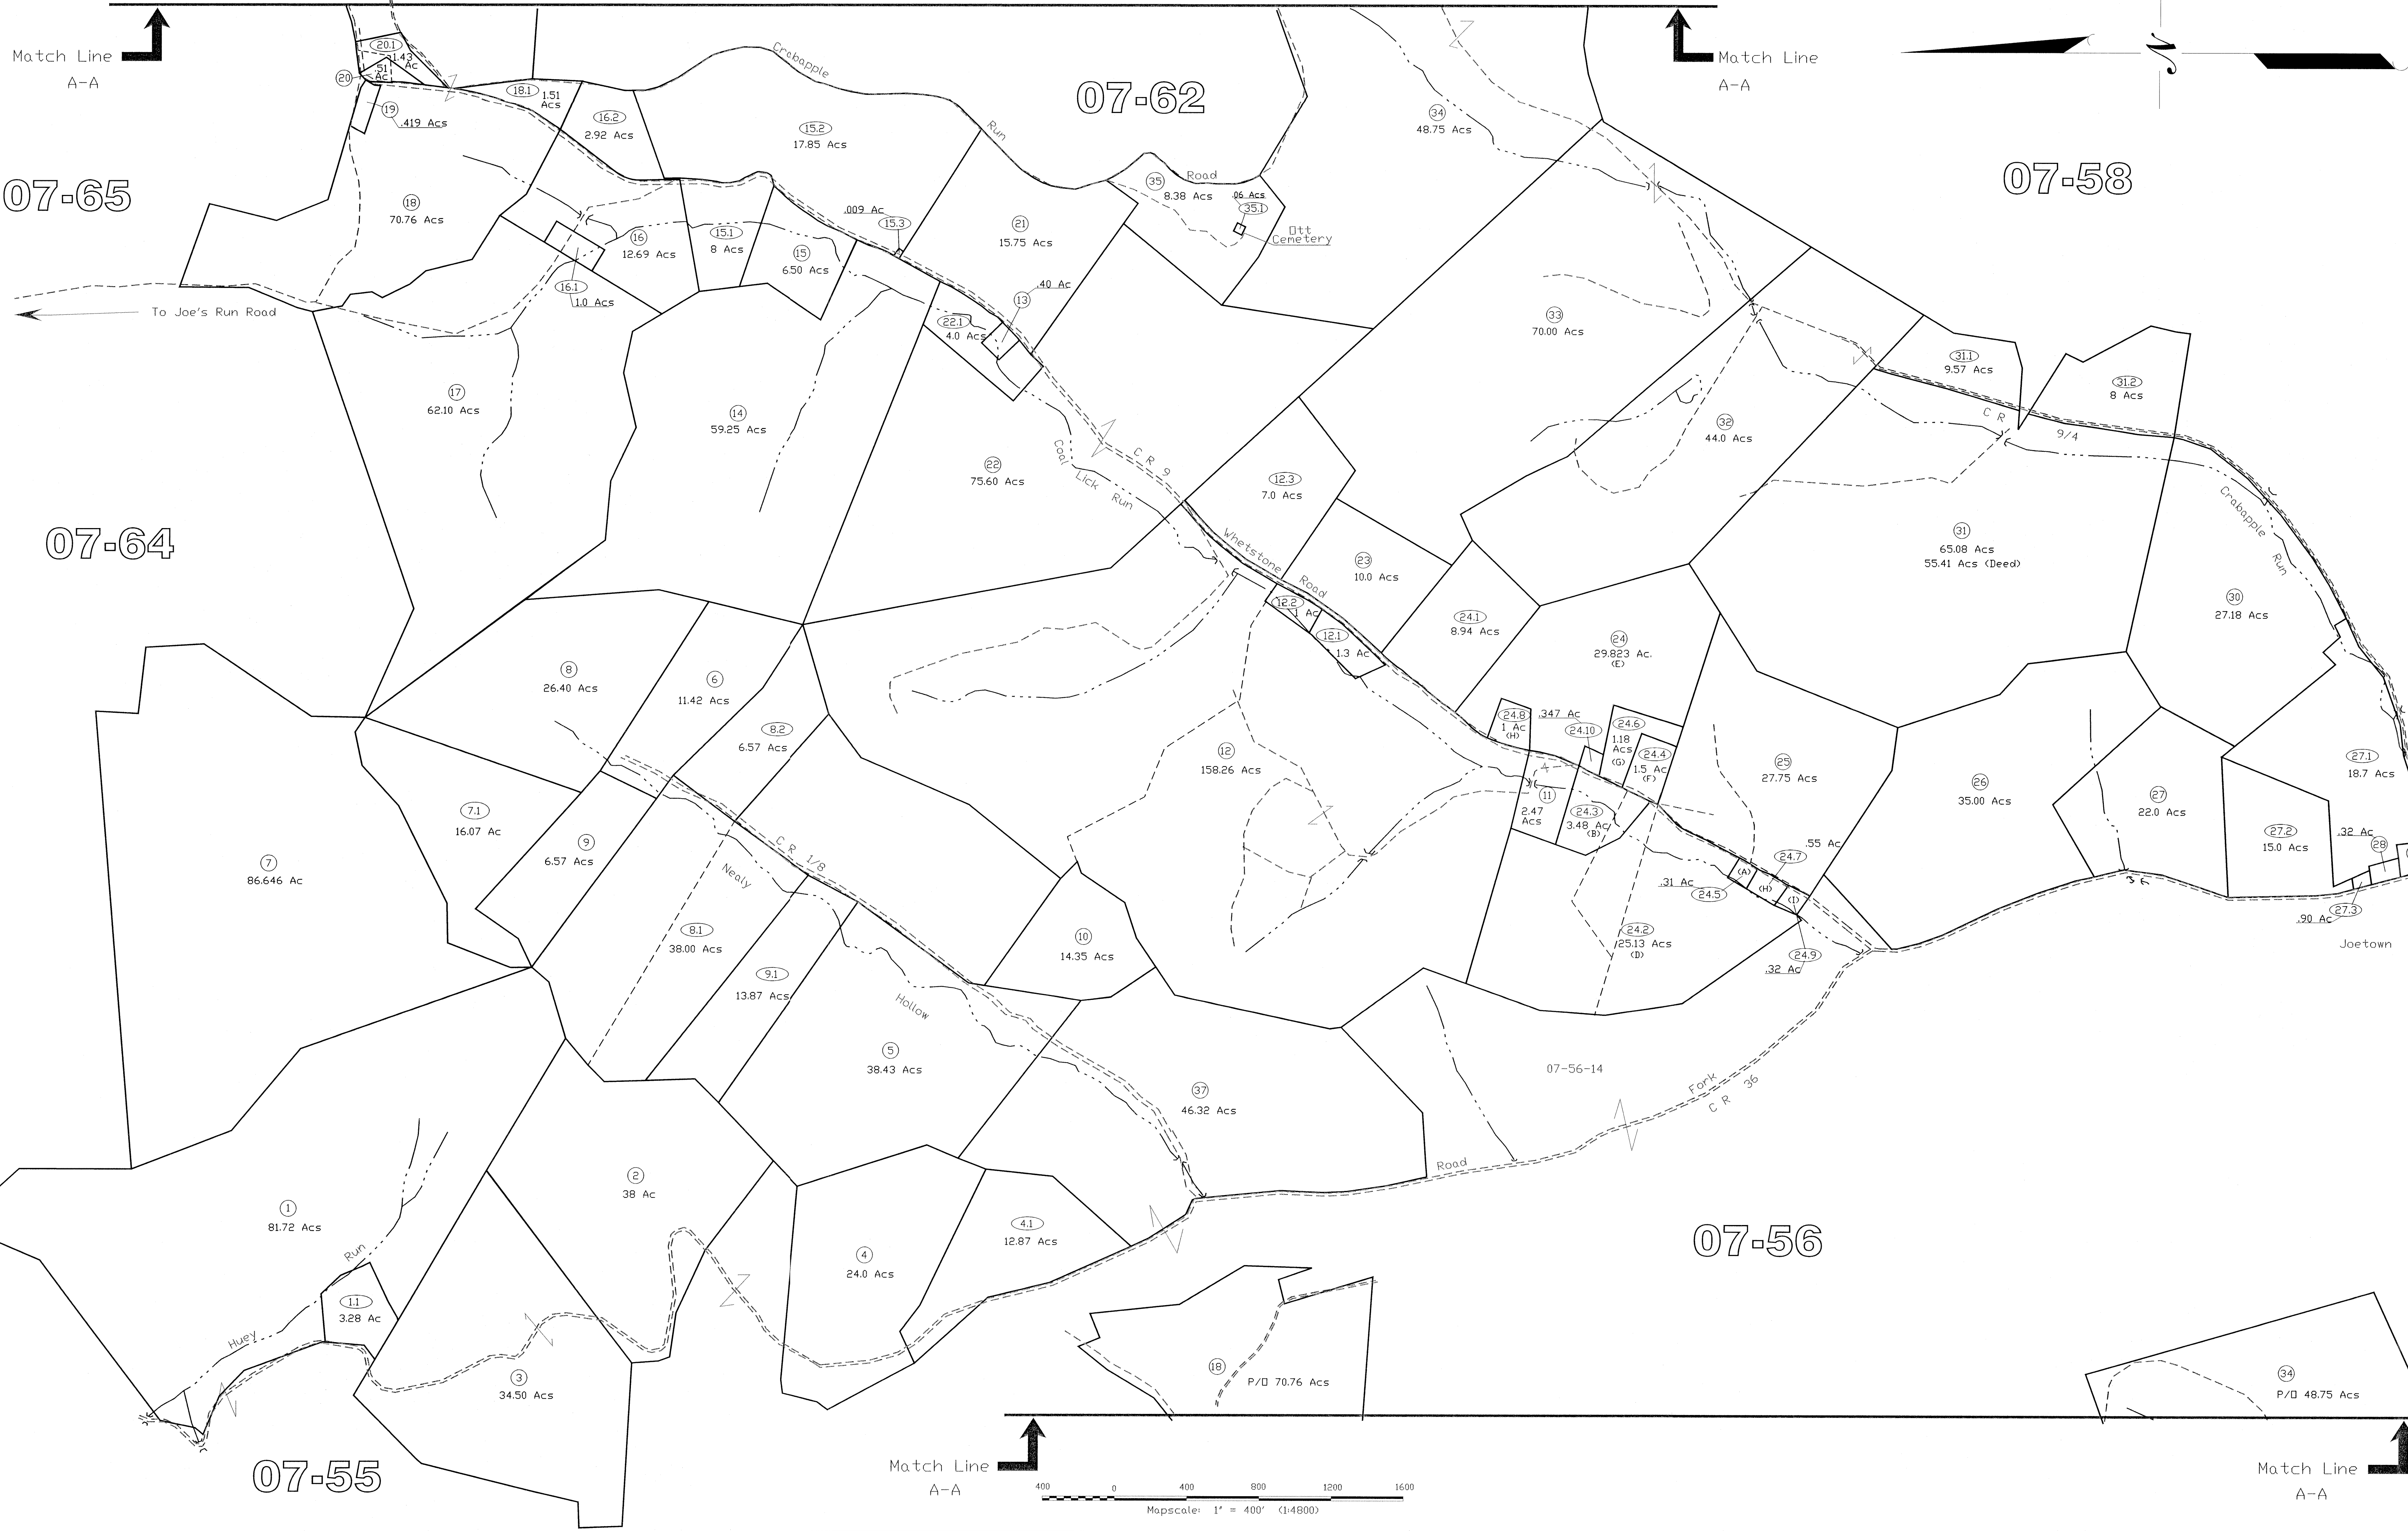 Match Line
A-A
Match Line
A-A
07-62
07-58
07-65
07-64
07-56
07-55
20.1
1.43
Ac
.51
Ac
20
19
.419 Acs
18.1
1.51
Acs
16.2
2.92 Acs
15.2
17.85 Acs
Crabapple
Run
Road
34
48.75 Acs
35
8.38 Acs
.06 Acs
35.1
Ott
Cemetery
18
70.76 Acs
16
12.69 Acs
16.1
1.0 Acs
15.1
8 Acs
15
6.50 Acs
.009 Ac
15.3
21
15.75 Acs
.40 Ac
13
22.1
4.0 Acs
To Joe's Run Road
33
70.00 Acs
31.1
9.57 Acs
31.2
8 Acs
C R
9/4
17
62.10 Acs
14
59.25 Acs
22
75.60 Acs
Coal Lick Run
C R 9
Whetstone Road
12.3
7.0 Acs
32
44.0 Acs
23
10.0 Acs
31
65.08 Acs
55.41 Acs (Deed)
Crabapple
Run
30
27.18 Acs
12.2
1 Ac
12.1
1.3 Ac
24.1
8.94 Acs
24
29.823 Ac.
(E)
8
26.40 Acs
6
11.42 Acs
8.2
6.57 Acs
12
158.26 Acs
24.8
1 Ac
(H)
.347 Ac
24.10
24.6
1.18
Acs
(G)
24.4
1.5 Ac
(F)
25
27.75 Acs
26
35.00 Acs
27
22.0 Acs
27.1
18.7 Acs
27.2
15.0 Acs
.32 Ac
28
27.3
.90 Ac
Joetown
11
2.47
Acs
24.3
3.48 Ac
(B)
.55 Ac
24.7
(A)
(H)
(I)
.31 Ac
24.5
24.2
25.13 Acs
(D)
24.9
.32 Ac
7.1
16.07 Ac
9
6.57 Acs
7
86.646 Ac
C R 1/8
Nealy
Hollow
8.1
38.00 Acs
9.1
13.87 Acs
10
14.35 Acs
5
38.43 Acs
37
46.32 Acs
07-56-14
Fork
Road
C R 36
2
38 Ac
1
81.72 Acs
Huey
Run
1.1
3.28 Ac
3
34.50 Acs
4
24.0 Acs
4.1
12.87 Acs
18
P/O 70.76 Acs
34
P/O 48.75 Acs
Match Line
A-A
400 0 400 800 1200 1600
Mapscale: 1" = 400' (1:4800)
Match Line
A-A